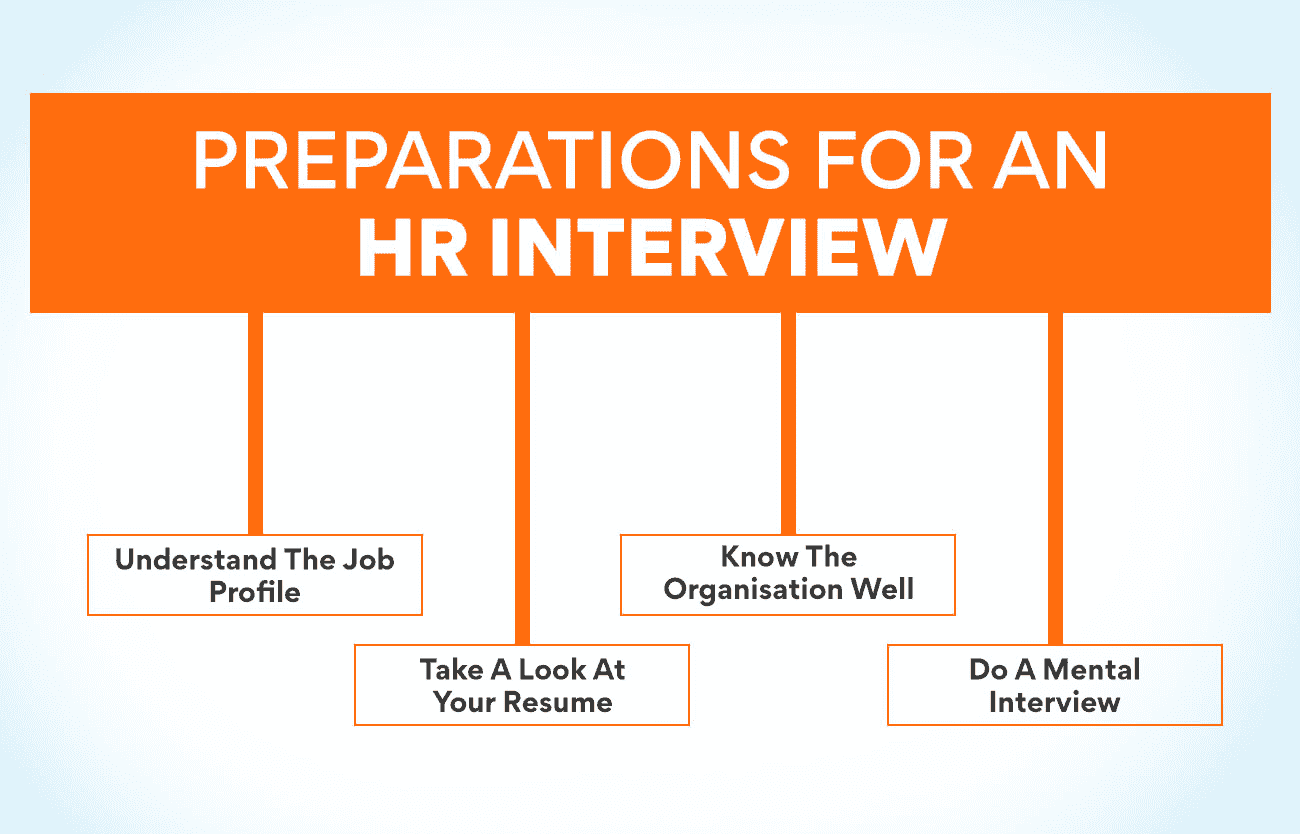 PREPARATIONS FOR AN
HR INTERVIEW
Understand The Job
Profile
Take A Look At
Your Resume
Know The
Organisation Well
Do A Mental
Interview